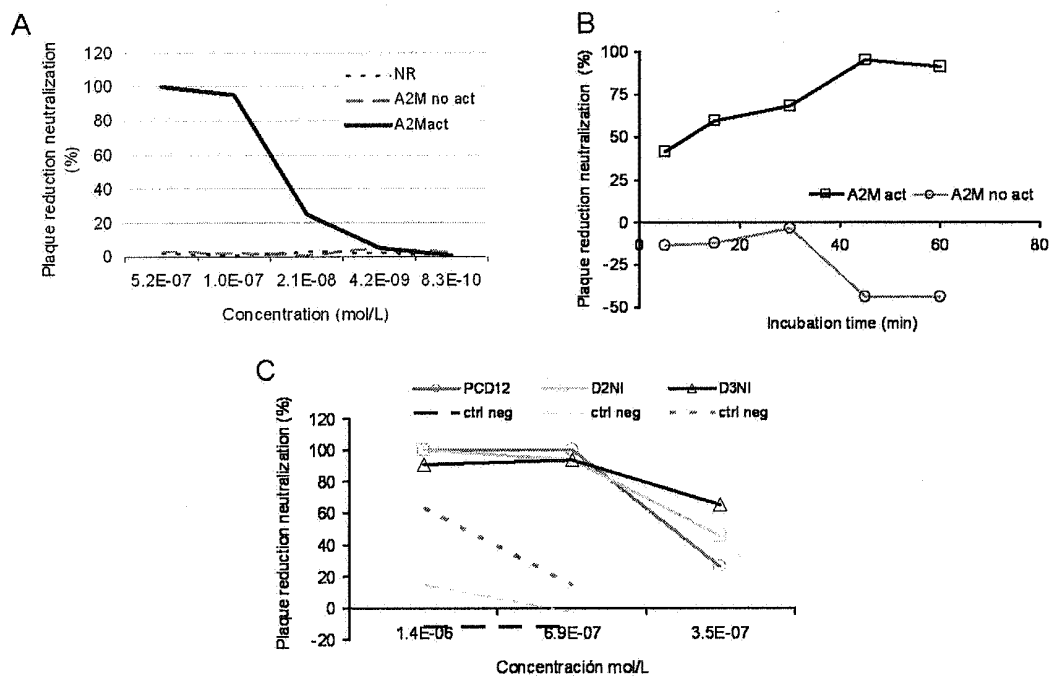 A
Plaque reduction neutralization
(%)
120
100
80
60
40
20
0
NR
A2M no act
A2Mact
5.2E-07 1.0E-07 2.1E-08 4.2E-09 8.3E-10
Concentration (mol/L)
B
Plaque reduction neutralization (%)
100
75
50
25
0
-25
-50
A2M act A2M no act
0 20 40 60 80
Incubation time (min)
C
PCD12 D2NI D3NI
ctrl neg ctrl neg ctrl neg
Plaque reduction neutralization (%)
120
100
80
60
40
20
0
-20
1.4E-06 6.9E-07 3.5E-07
Concentración mol/L